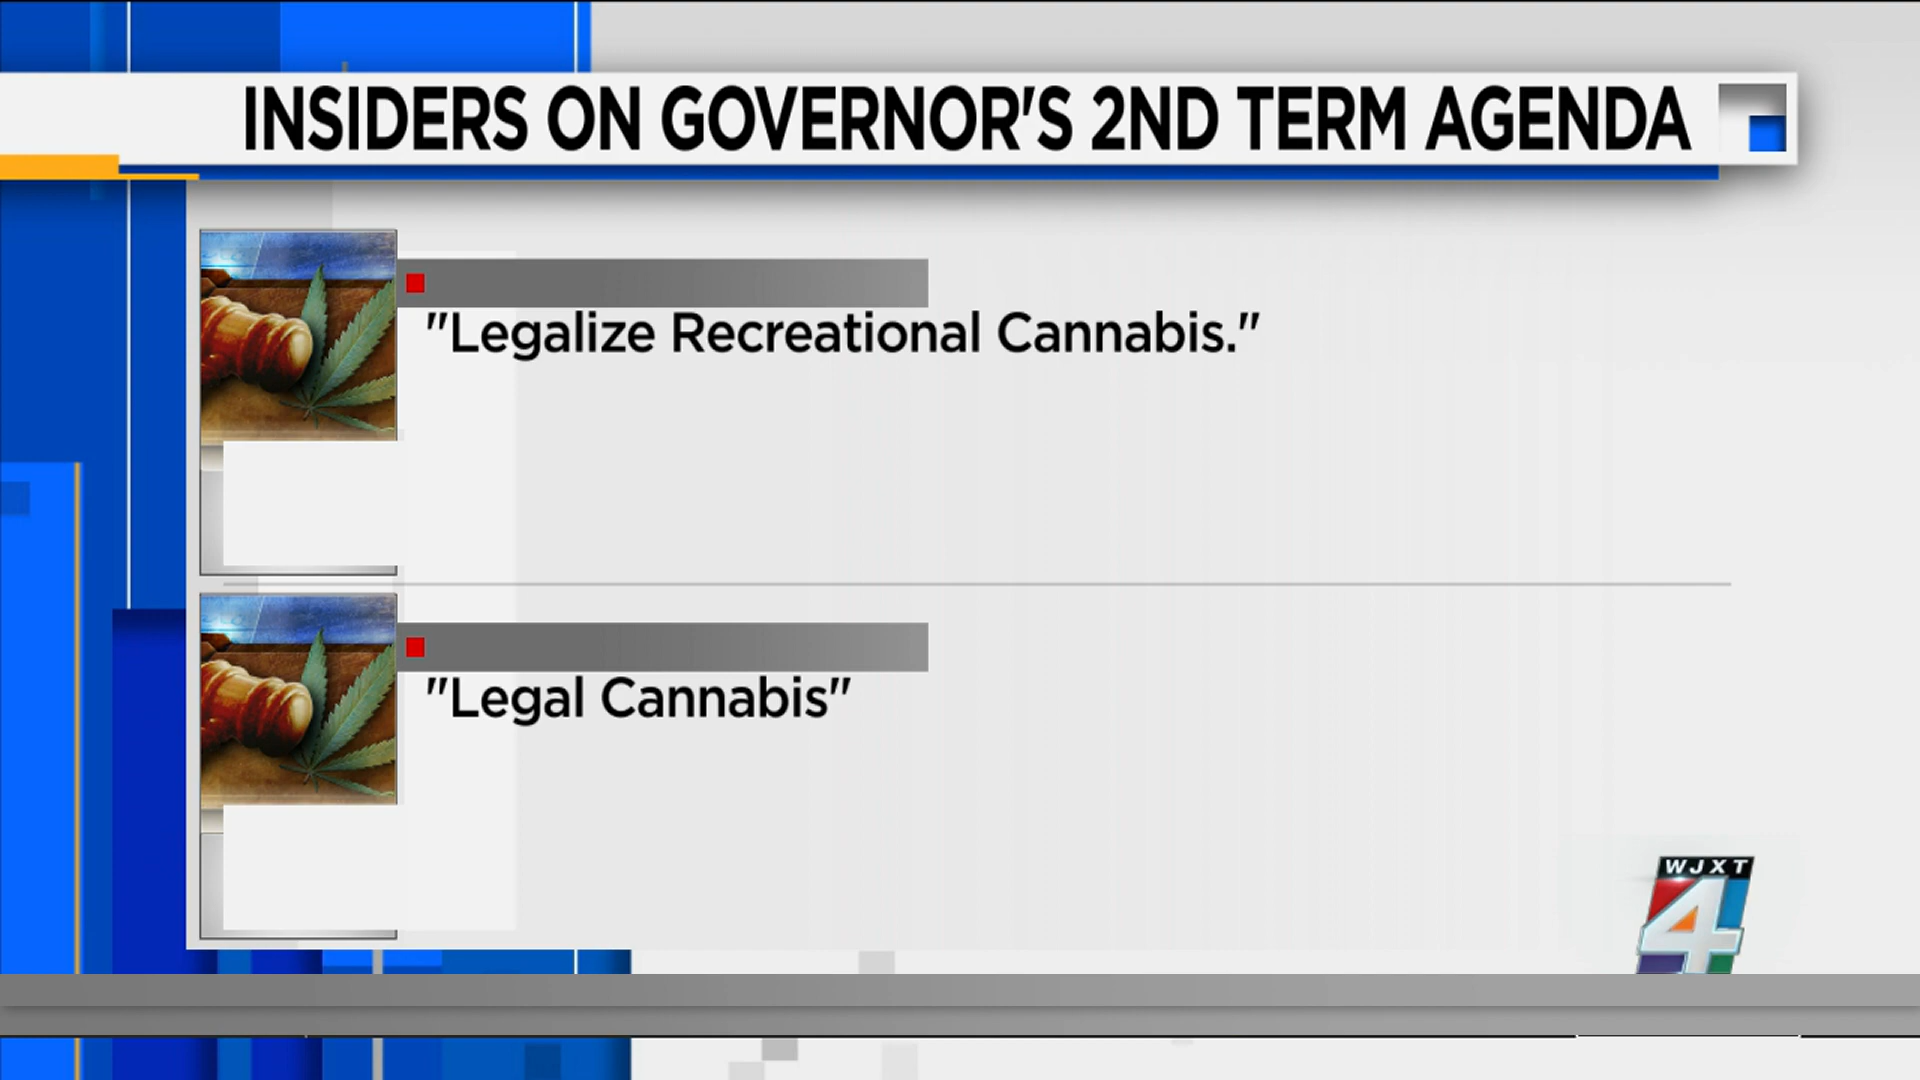 INSIDERS ON GOVERNOR'S 2ND TERM AGENDA
"Legalize Recreational Cannabis."
"Legal Cannabis"
WJXT
4